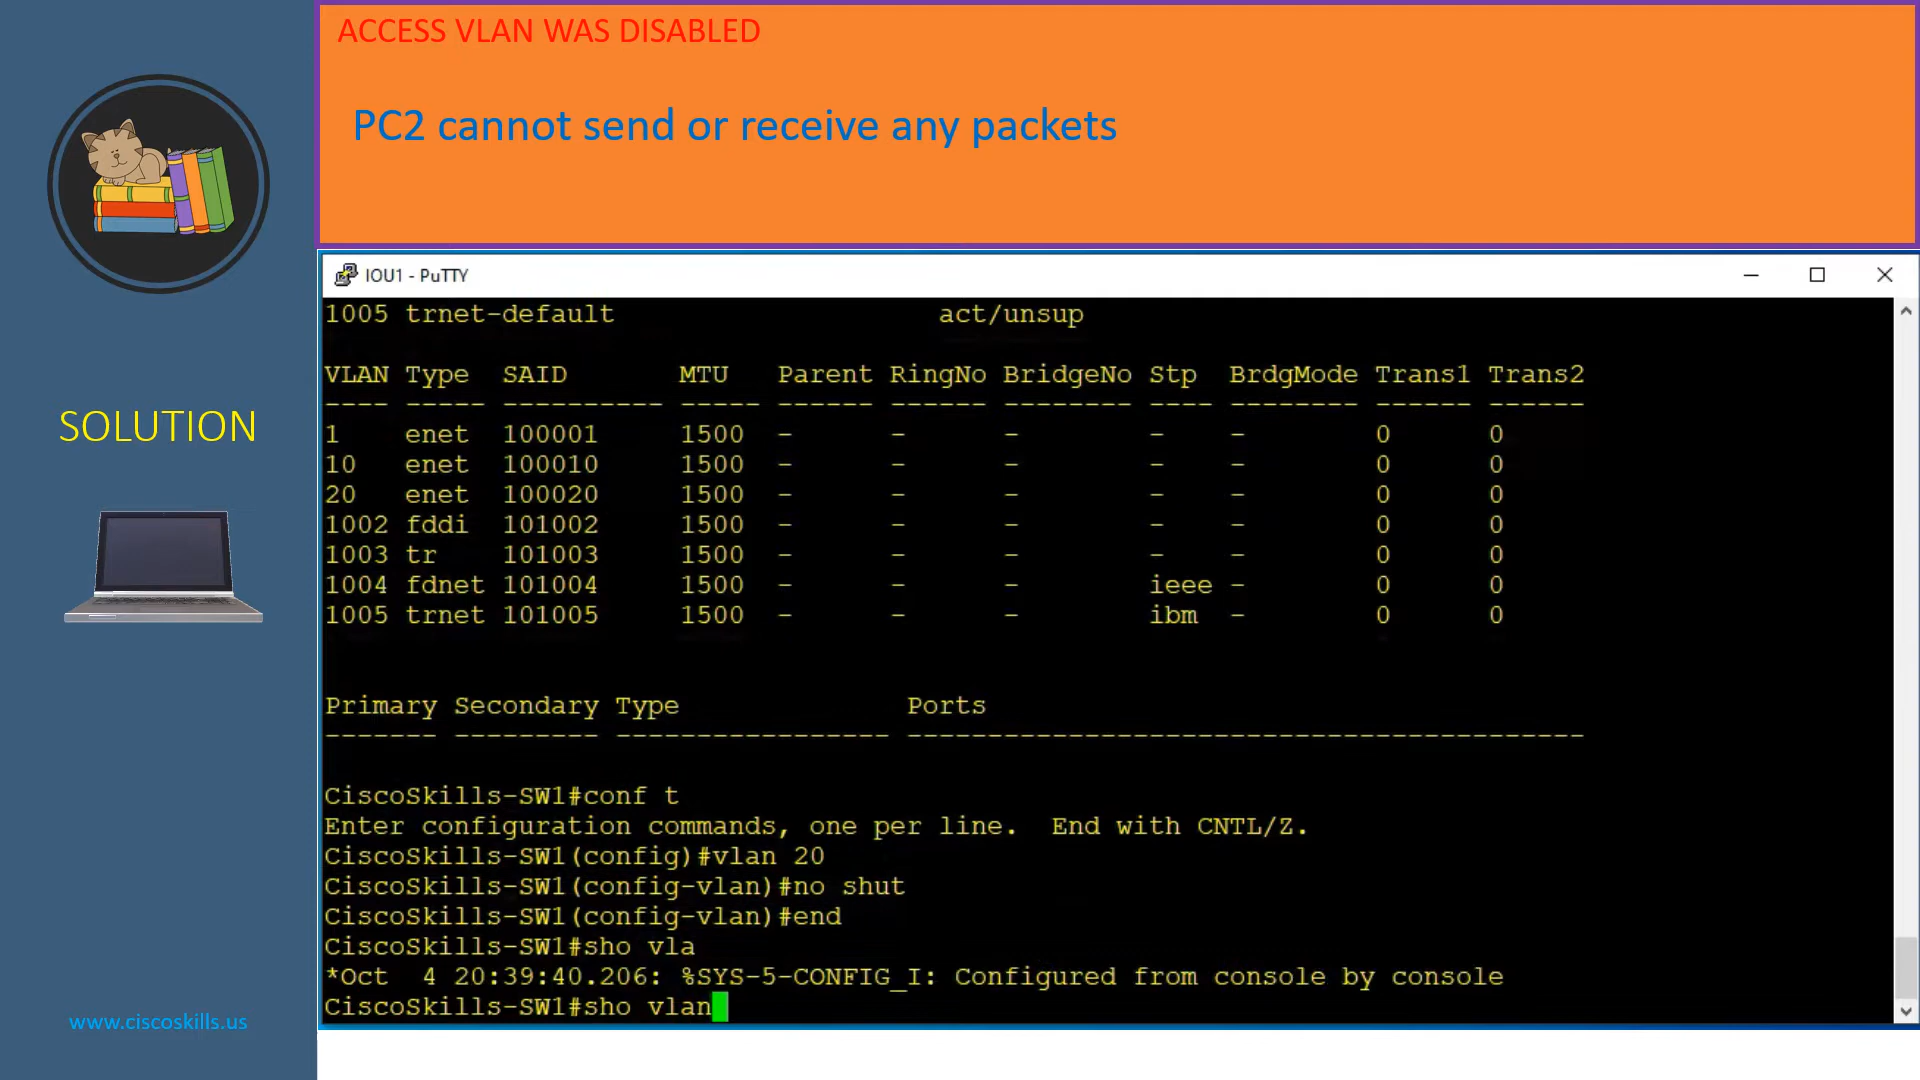 ACCESS VLAN WAS DISABLED
PC2 cannot send or receive any packets
SOLUTION
www.ciscoskills.us
IOU1 - PuTTY
1005 trnet-default                    act/unsup
VLAN Type  SAID       MTU   Parent RingNo BridgeNo Stp  BrdgMode Trans1 Trans2
---- ----- ---------- ----- ------ ------ -------- ---- -------- ------ ------
1    enet  100001     1500  -      -      -        -    -        0      0
10   enet  100010     1500  -      -      -        -    -        0      0
20   enet  100020     1500  -      -      -        -    -        0      0
1002 fddi  101002     1500  -      -      -        -    -        0      0
1003 tr    101003     1500  -      -      -        -    -        0      0
1004 fdnet 101004     1500  -      -      -        ieee -        0      0
1005 trnet 101005     1500  -      -      -        ibm  -        0      0
Primary Secondary Type              Ports
------- --------- ----------------- ------------------------------------------
CiscoSkills-SW1#conf t
Enter configuration commands, one per line.  End with CNTL/Z.
CiscoSkills-SW1(config)#vlan 20
CiscoSkills-SW1(config-vlan)#no shut
CiscoSkills-SW1(config-vlan)#end
CiscoSkills-SW1#sho vla
*Oct  4 20:39:40.206: %SYS-5-CONFIG_I: Configured from console by console
CiscoSkills-SW1#sho vlan